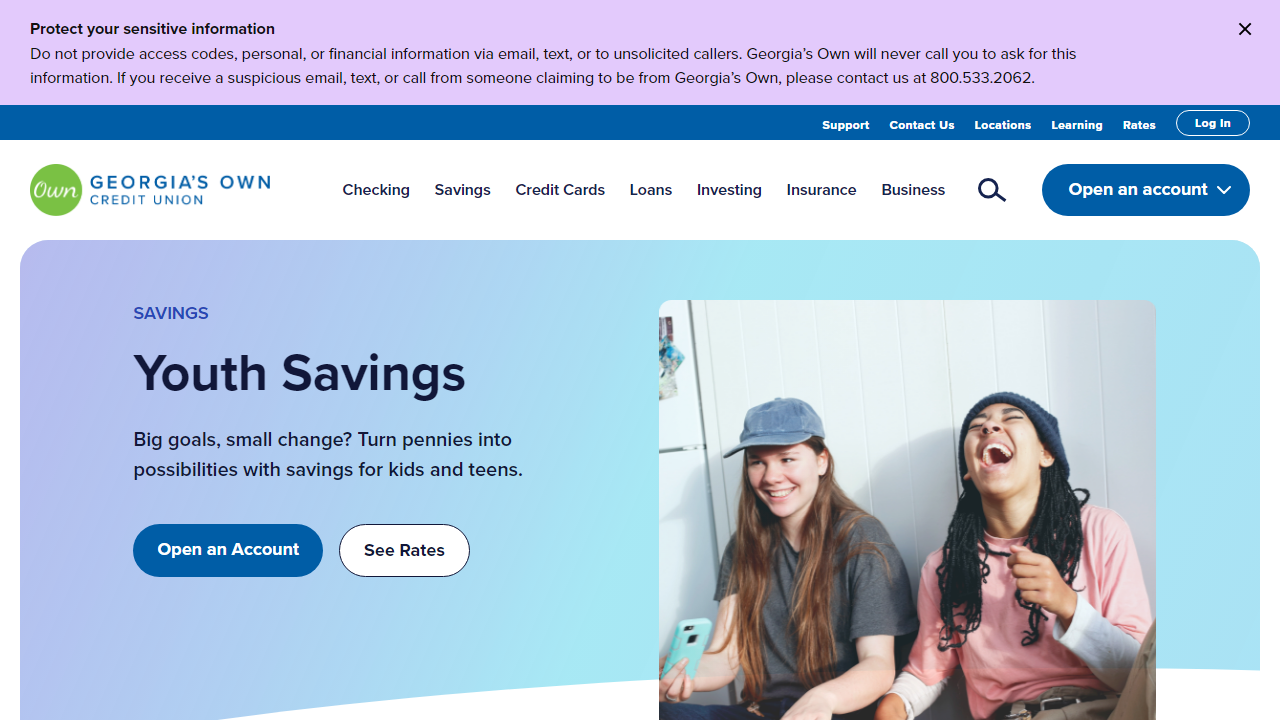 Protect your sensitive information
Do not provide access codes, personal, or financial information via email, text, or to unsolicited callers. Georgia’s Own will never call you to ask for this
information. If you receive a suspicious email, text, or call from someone claiming to be from Georgia’s Own, please contact us at 800.533.2062.
Support Contact Us Locations Learning Rates Log In
Own GEORGIA’S OWN
CREDIT UNION
Checking Savings Credit Cards Loans Investing Insurance Business Open an account
SAVINGS
Youth Savings
Big goals, small change? Turn pennies into
possibilities with savings for kids and teens.
Open an Account See Rates